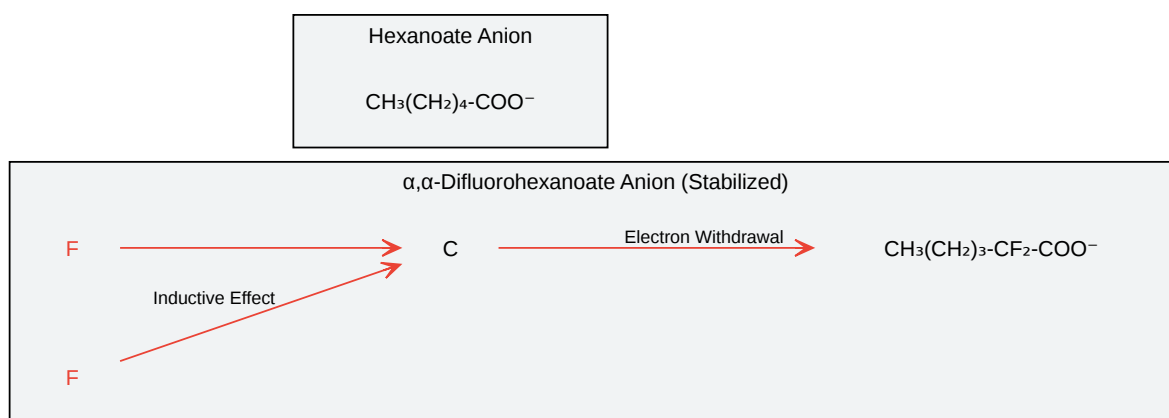 Hexanoate Anion
CH₃(CH₂)₄-COO⁻
α,α-Difluorohexanoate Anion (Stabilized)
F
C
Electron Withdrawal
CH₃(CH₂)₃-CF₂-COO⁻
Inductive Effect
F